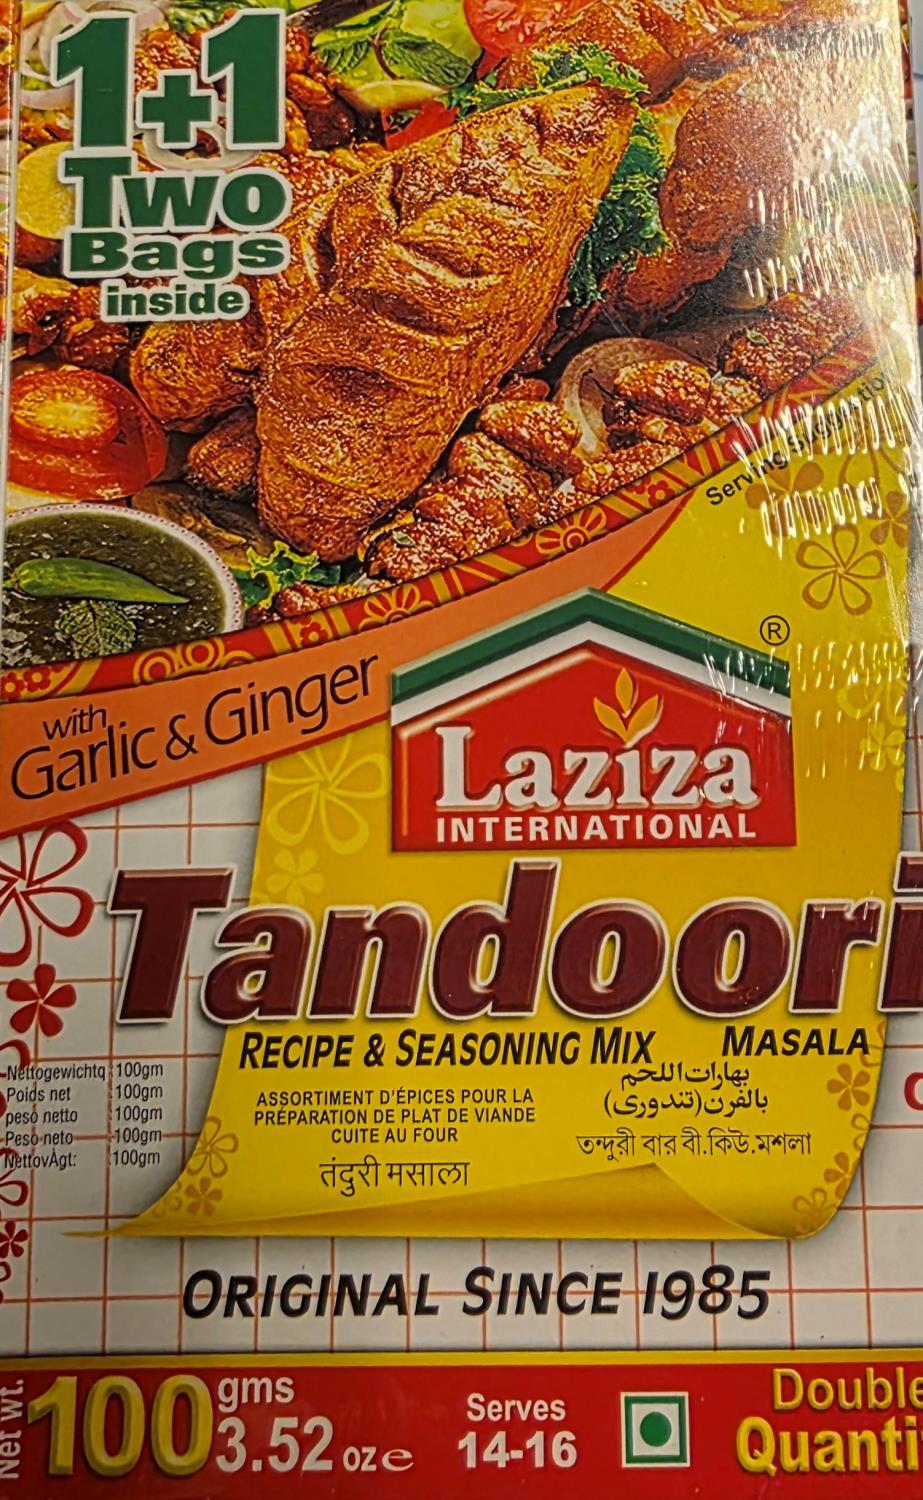 1+1
Two
Bags
inside
Serving Suggestion
with
Garlic & Ginger
®
Laziza
INTERNATIONAL
Tandoori
RECIPE & SEASONING MIX MASALA
ASSORTIMENT D'ÉPICES POUR LA
PRÉPARATION DE PLAT DE VIANDE
CUITE AU FOUR
तंदुरी मसाला
بهارات اللحم
بالفرن (تندوری)
তন্দুরী বার বী.কিউ.মশলা
Nettogewichtq 100gm
Poids net 100gm
peso netto 100gm
Peso neto 100gm
NettovÄgt: 100gm
ORIGINAL SINCE 1985
Net wt. 100 gms
3.52 oz e
Serves
14-16
Double
Quanti